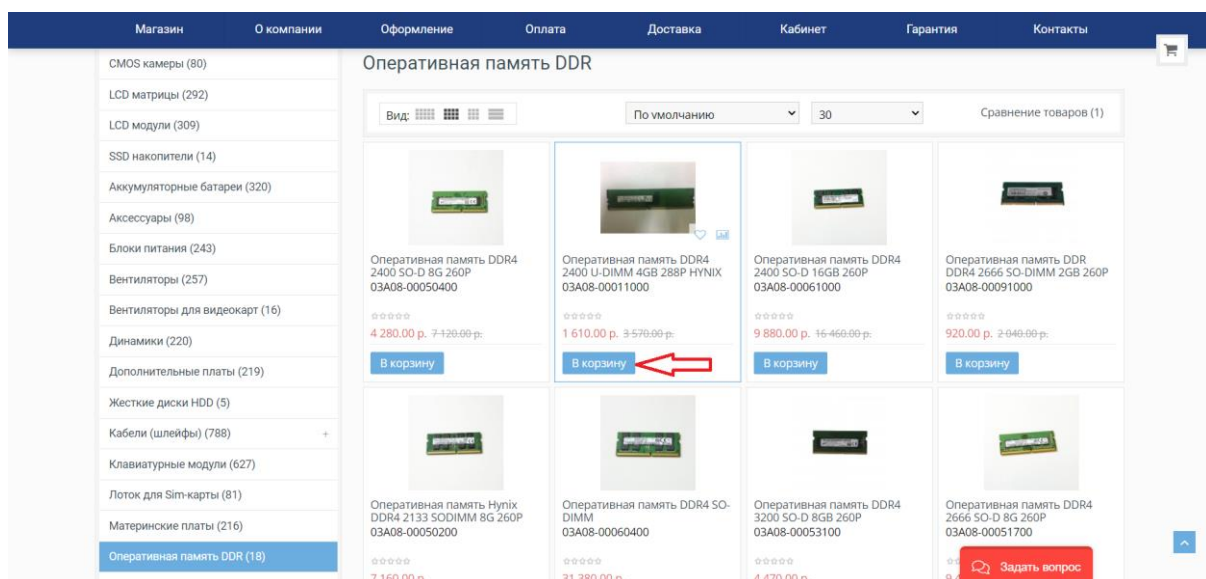 Магазин О компании Оформление Оплата Доставка Кабинет Гарантия Контакты
CMOS камеры (80)
LCD матрицы (292)
LCD модули (309)
SSD накопители (14)
Аккумуляторные батареи (320)
Аксессуары (98)
Блоки питания (243)
Вентиляторы (257)
Вентиляторы для видеокарт (16)
Динамики (220)
Дополнительные платы (219)
Жесткие диски HDD (5)
Кабели (шлейфы) (788) +
Клавиатурные модули (627)
Лоток для Sim-карты (81)
Материнские платы (216)
Оперативная память DDR (18)
Оперативная память DDR
Вид: По умолчанию 30 Сравнение товаров (1)
Оперативная память DDR4
2400 SO-D 8G 260P
03A08-00050400
4 280.00 р. 7 120.00 р.
В корзину
Оперативная память DDR4
2400 U-DIMM 4GB 288P HYNIX
03A08-00011000
1 610.00 р. 3 570.00 р.
В корзину
Оперативная память DDR4
2400 SO-D 16GB 260P
03A08-00061000
9 880.00 р. 16 460.00 р.
В корзину
Оперативная память DDR
DDR4 2666 SO-DIMM 2GB 260P
03A08-00091000
920.00 р. 2 040.00 р.
В корзину
Оперативная память Hynix
DDR4 2133 SODIMM 8G 260P
03A08-00050200
7 160.00 р.
Оперативная память DDR4 SO-
DIMM
03A08-00060400
31 380.00 р.
Оперативная память DDR4
3200 SO-D 8GB 260P
03A08-00053100
4 470.00 р.
Оперативная память DDR4
2666 SO-D 8G 260P
03A08-00051700
Задать вопрос